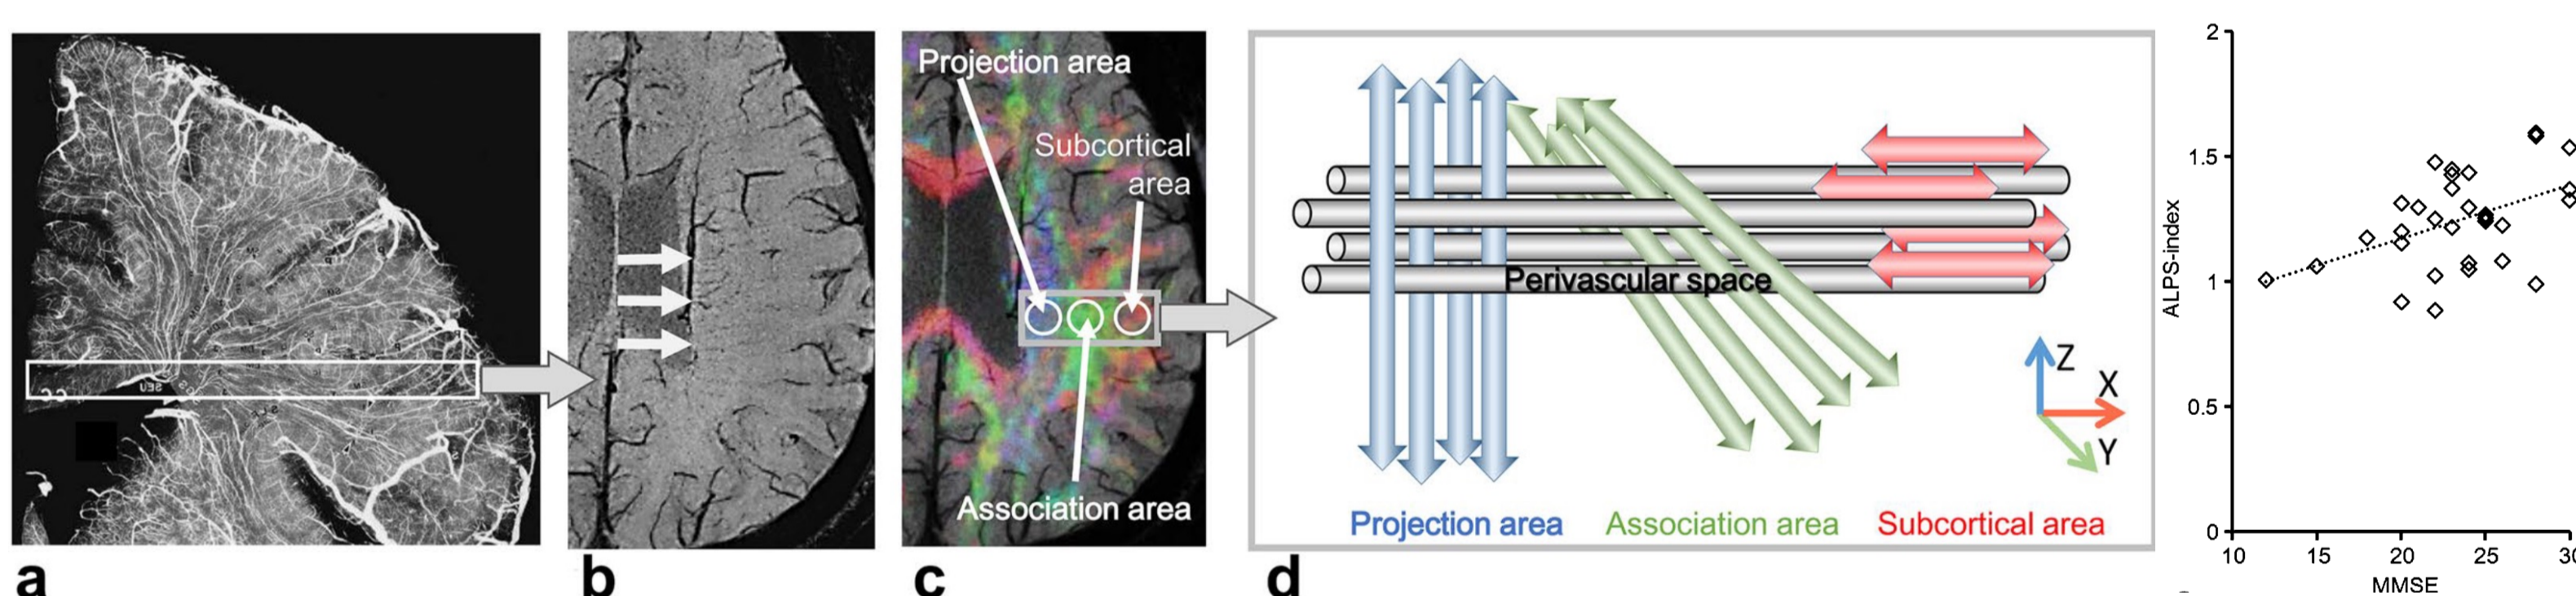 a
b
Projection area
Subcortical
area
Association area
c
Perivascular space
Z
X
Y
Projection area
Association area
Subcortical area
d
2
1.5
1
0.5
0
ALPS-index
10
15
20
25
MMSE